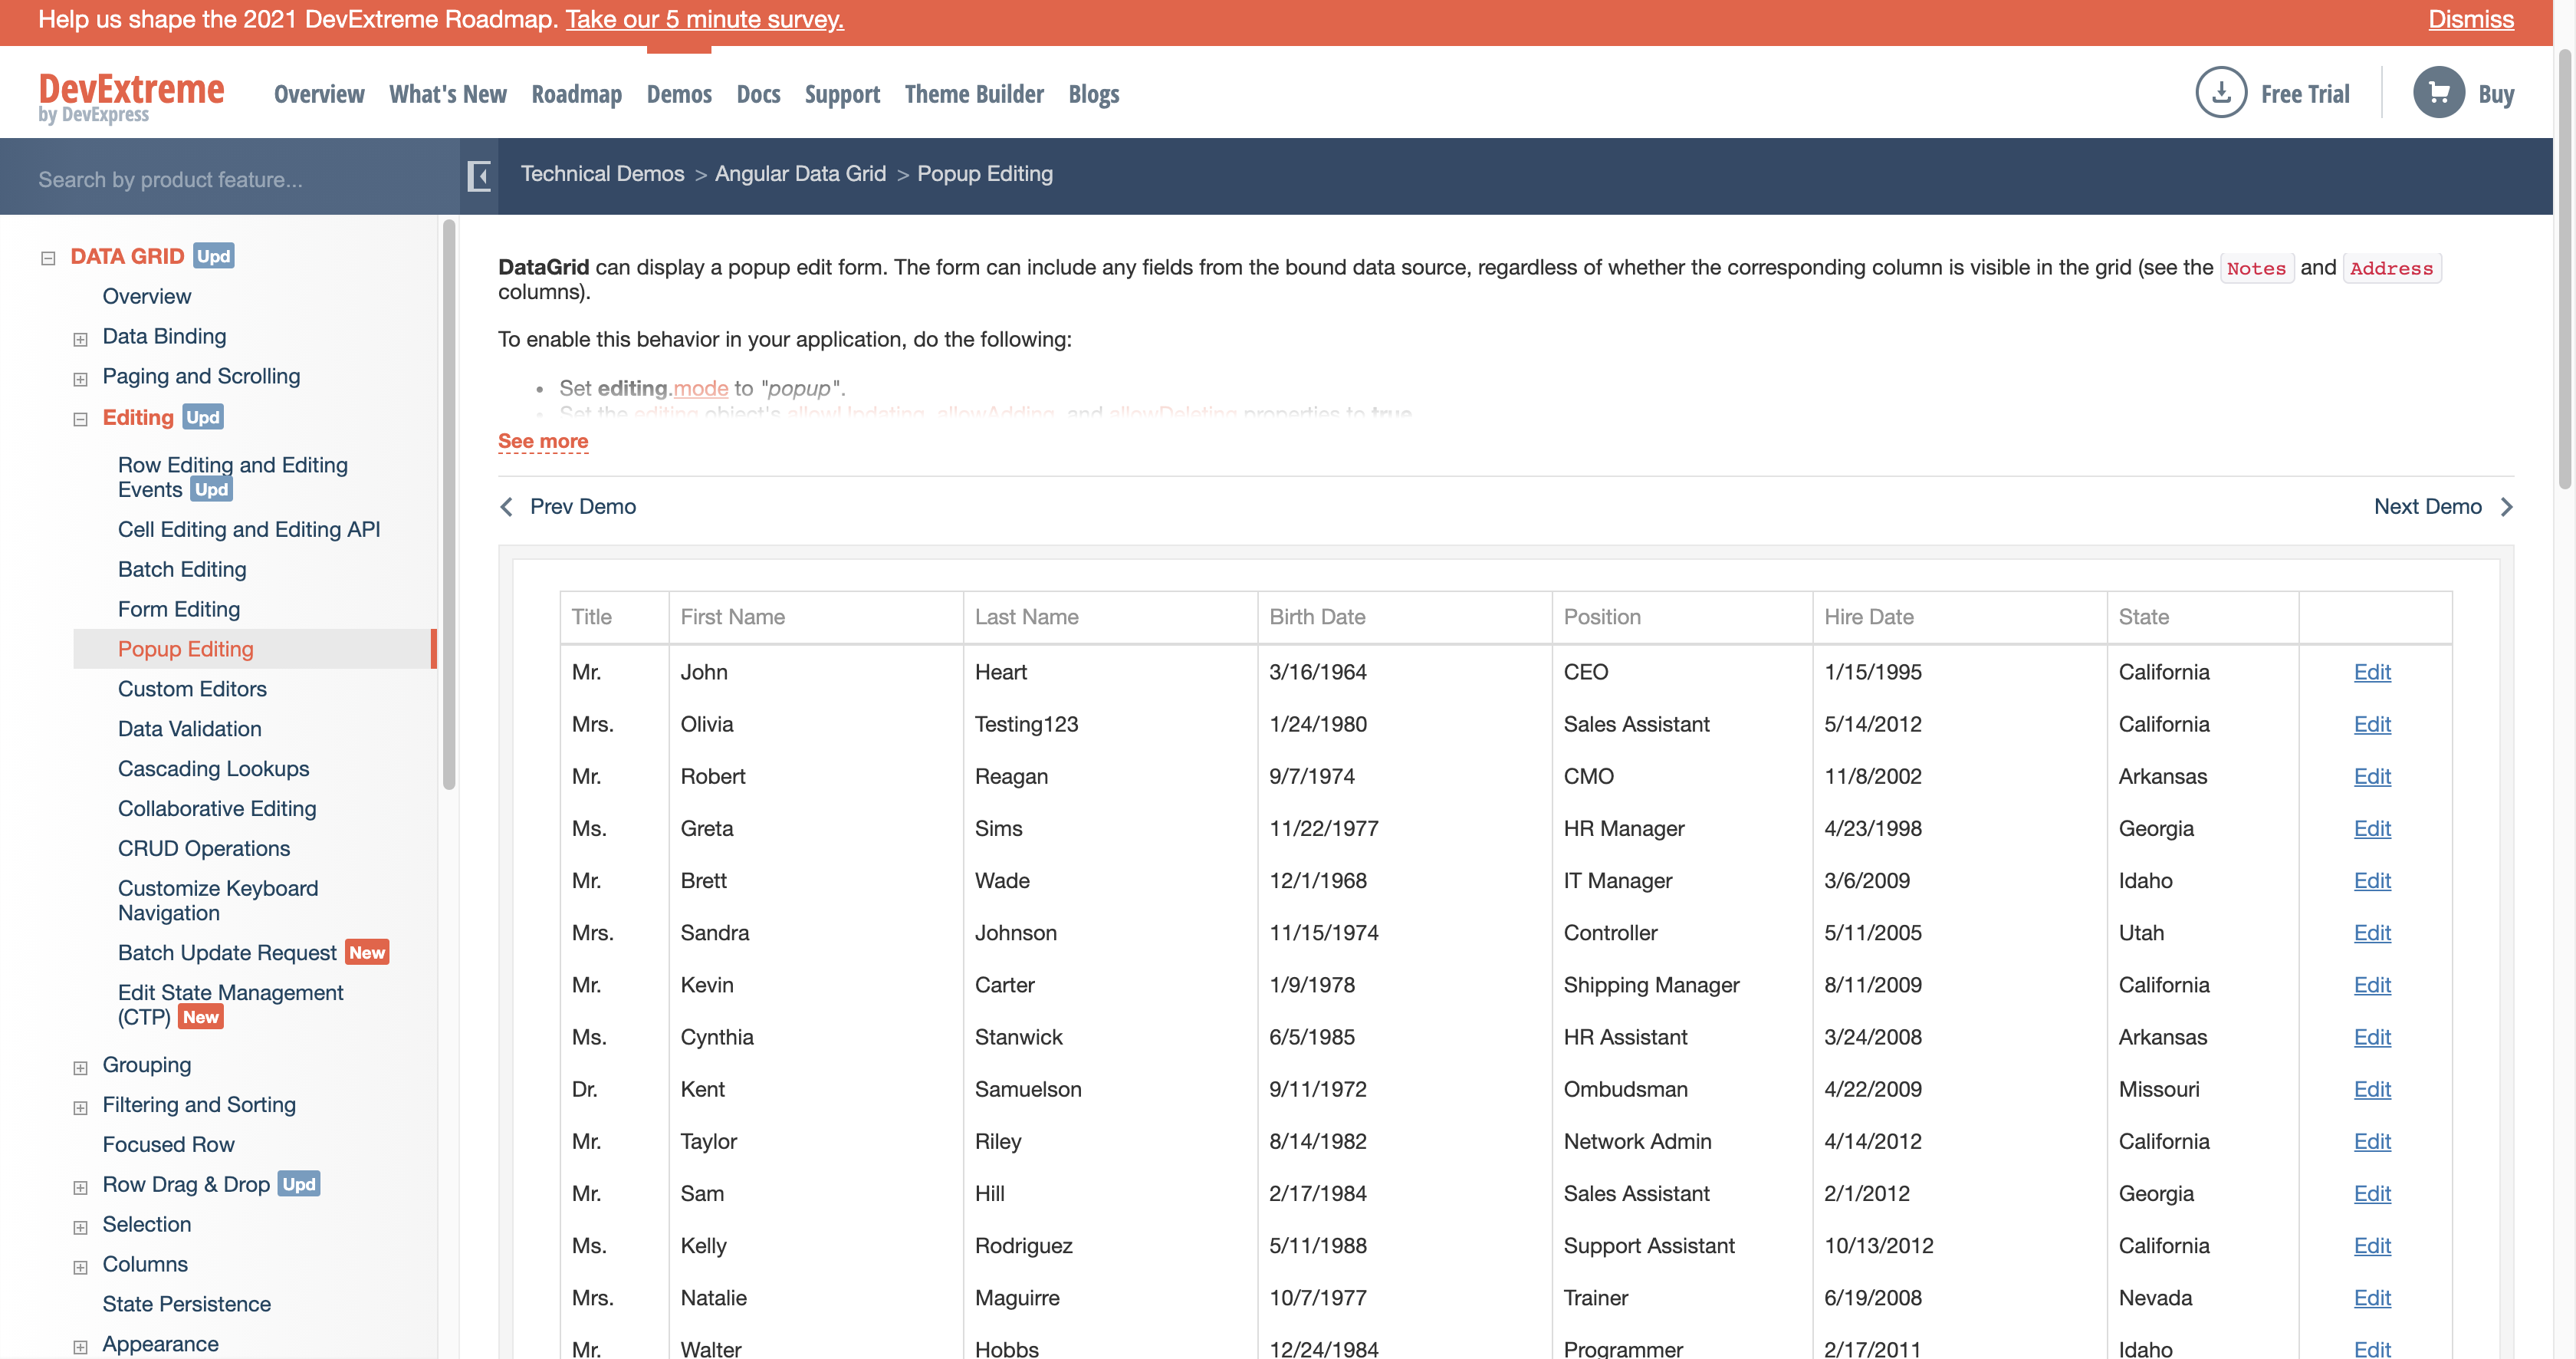 Help us shape the 2021 DevExtreme Roadmap. Take our 5 minute survey.
Dismiss
DevExtreme
by DevExpress
Overview What's New Roadmap Demos Docs Support Theme Builder Blogs
Free Trial
Buy
Search by product feature...
Technical Demos > Angular Data Grid > Popup Editing
DATA GRID Upd
Overview
Data Binding
Paging and Scrolling
Editing Upd
Row Editing and Editing
Events Upd
Cell Editing and Editing API
Batch Editing
Form Editing
Popup Editing
Custom Editors
Data Validation
Cascading Lookups
Collaborative Editing
CRUD Operations
Customize Keyboard
Navigation
Batch Update Request New
Edit State Management
(CTP) New
Grouping
Filtering and Sorting
Focused Row
Row Drag & Drop Upd
Selection
Columns
State Persistence
Appearance
DataGrid can display a popup edit form. The form can include any fields from the bound data source, regardless of whether the corresponding column is visible in the grid (see the Notes and Address
columns).
To enable this behavior in your application, do the following:
• Set editing.mode to "popup".
• Set the editing object's allowUpdating, allowAdding, and allowDeleting properties to true
See more
Prev Demo
Next Demo
Title First Name Last Name Birth Date Position Hire Date State
Mr. John Heart 3/16/1964 CEO 1/15/1995 California Edit
Mrs. Olivia Testing123 1/24/1980 Sales Assistant 5/14/2012 California Edit
Mr. Robert Reagan 9/7/1974 CMO 11/8/2002 Arkansas Edit
Ms. Greta Sims 11/22/1977 HR Manager 4/23/1998 Georgia Edit
Mr. Brett Wade 12/1/1968 IT Manager 3/6/2009 Idaho Edit
Mrs. Sandra Johnson 11/15/1974 Controller 5/11/2005 Utah Edit
Mr. Kevin Carter 1/9/1978 Shipping Manager 8/11/2009 California Edit
Ms. Cynthia Stanwick 6/5/1985 HR Assistant 3/24/2008 Arkansas Edit
Dr. Kent Samuelson 9/11/1972 Ombudsman 4/22/2009 Missouri Edit
Mr. Taylor Riley 8/14/1982 Network Admin 4/14/2012 California Edit
Mr. Sam Hill 2/17/1984 Sales Assistant 2/1/2012 Georgia Edit
Ms. Kelly Rodriguez 5/11/1988 Support Assistant 10/13/2012 California Edit
Mrs. Natalie Maguirre 10/7/1977 Trainer 6/19/2008 Nevada Edit
Mr. Walter Hobbs 12/24/1984 Programmer 2/17/2011 Idaho Edit